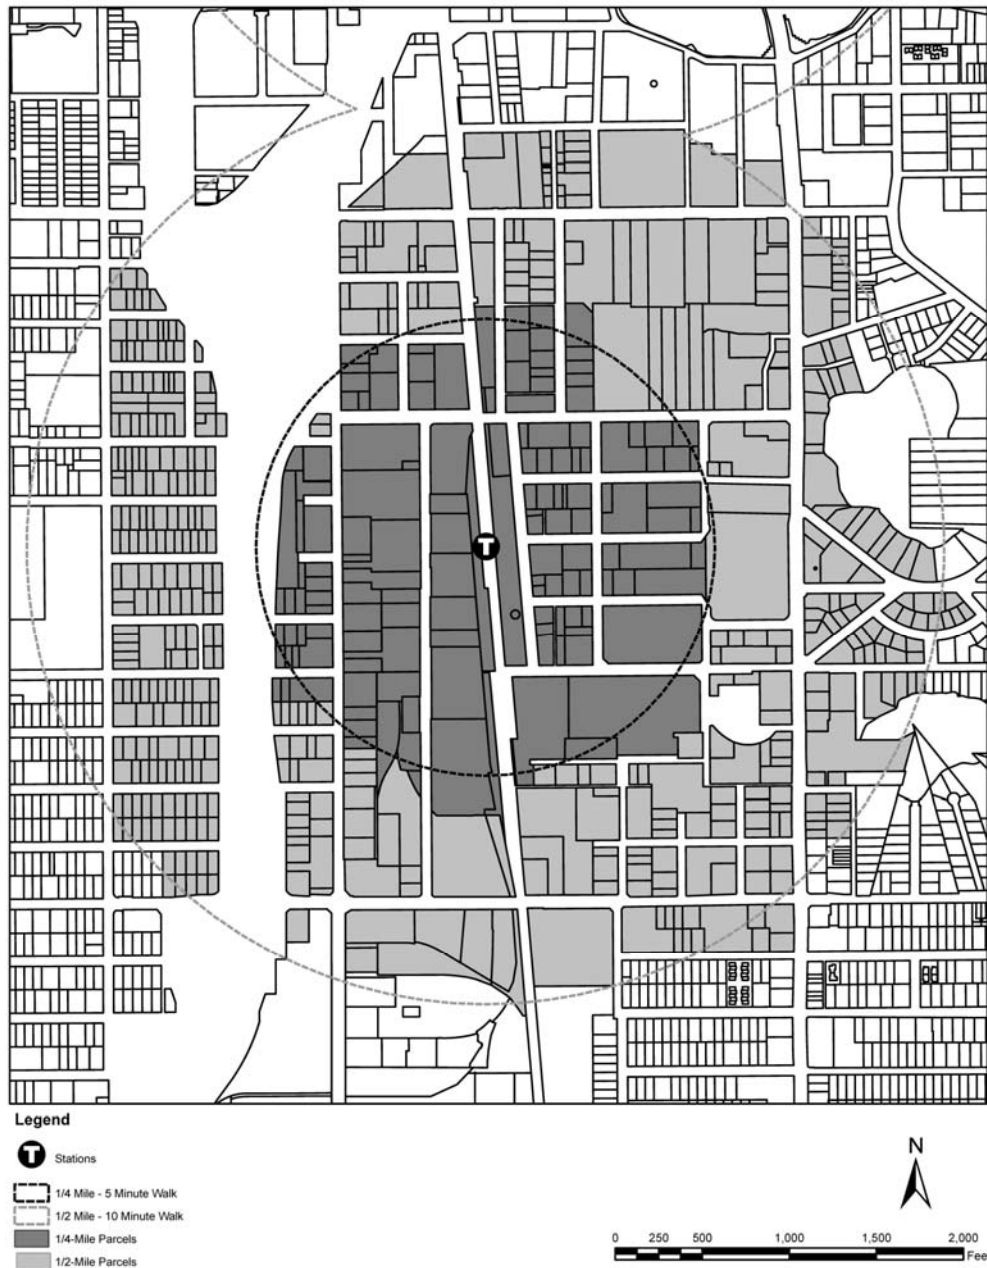 T
Legend
T Stations
1/4 Mile - 5 Minute Walk
1/2 Mile - 10 Minute Walk
1/4-Mile Parcels
1/2-Mile Parcels
N
0 250 500 1,000 1,500 2,000
Fee